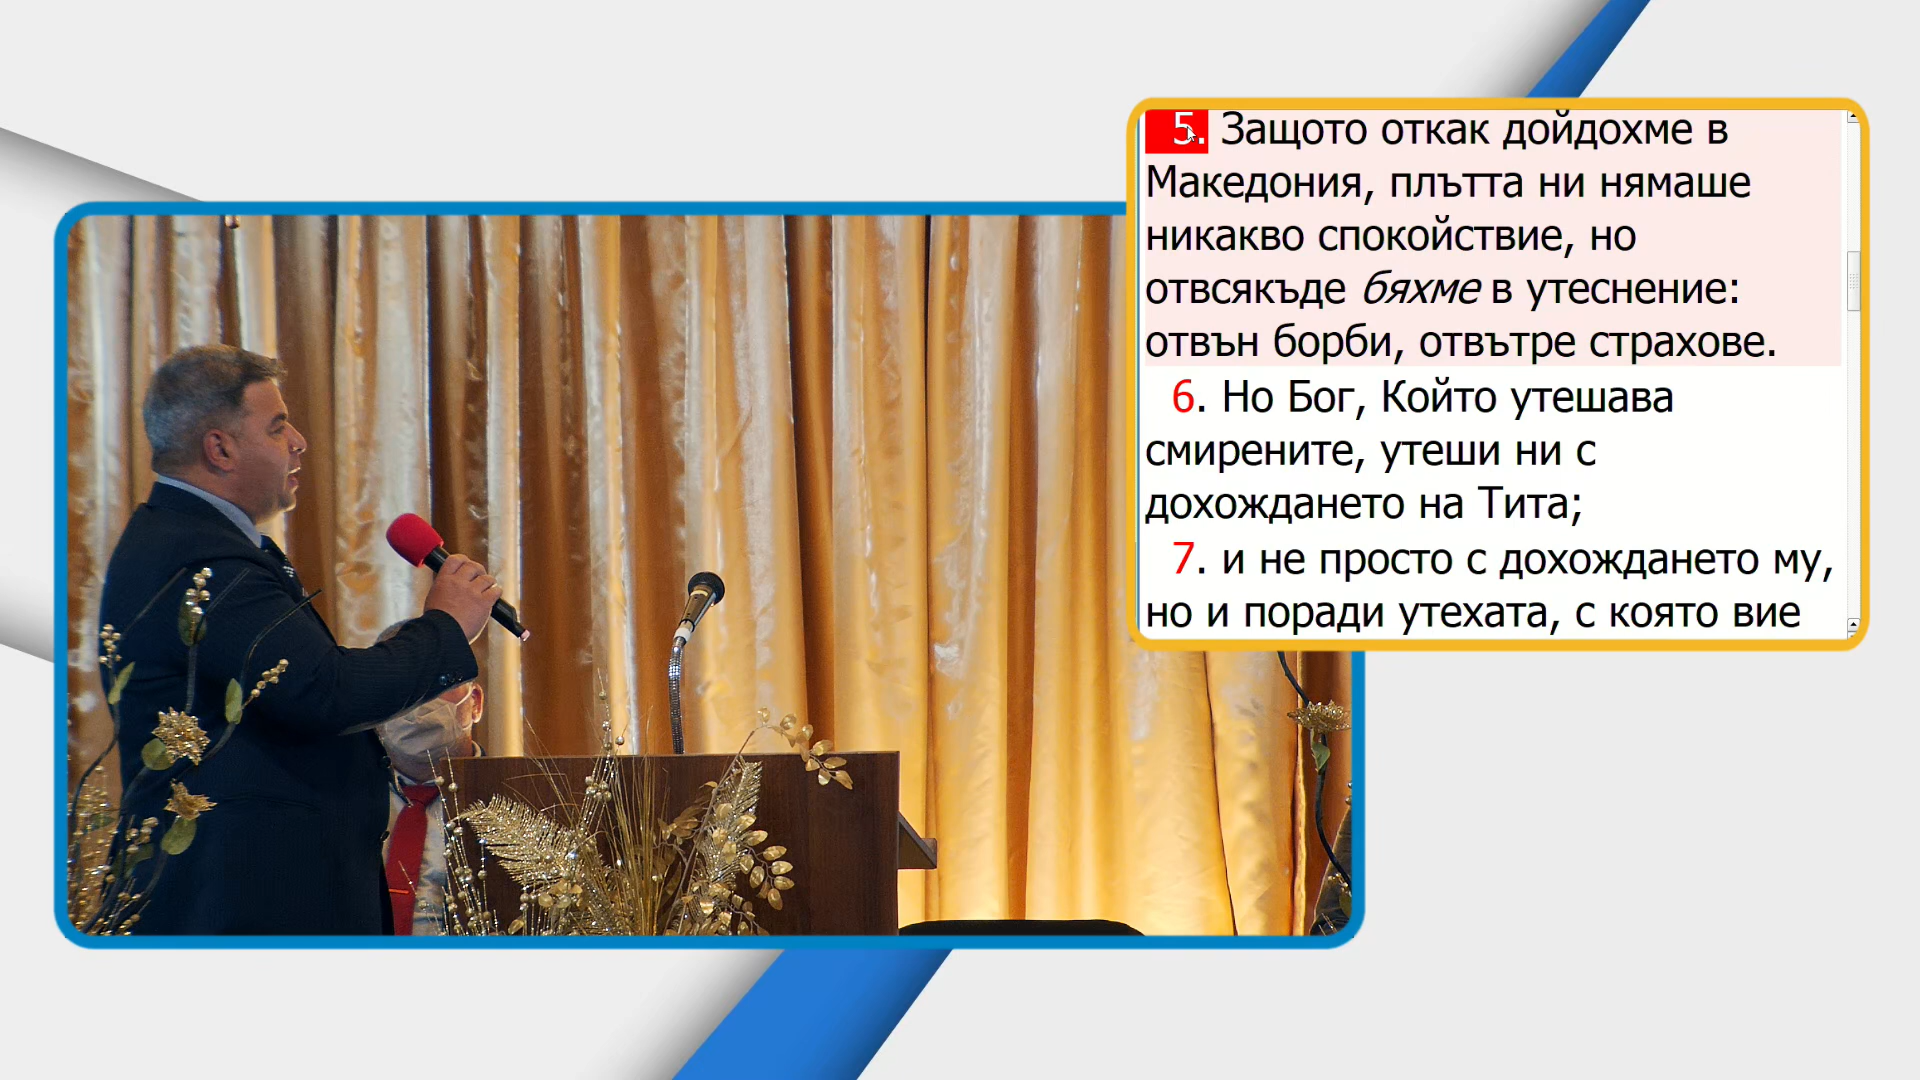 5. Защото откак дойдохме в
Македония, плътта ни нямаше
никакво спокойствие, но
отвсякъде бяхме в утеснение:
отвън борби, отвътре страхове.
6. Но Бог, Който утешава
смирените, утеши ни с
дохождането на Тита;
7. и не просто с дохождането му,
но и поради утехата, с която вие